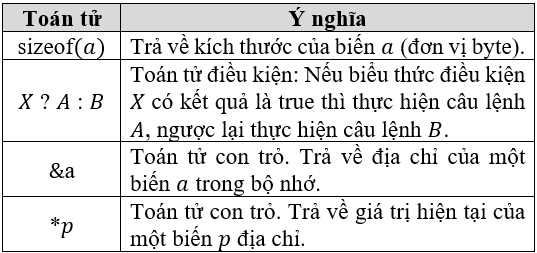 Toán tử Ý nghĩa
sizeof(a) Trả về kích thước của biến a (đơn vị byte).
Toán tử điều kiện: Nếu biểu thức điều kiện
X ? A : B X có kết quả là true thì thực hiện câu lệnh
A, ngược lại thực hiện câu lệnh B.
&a Toán tử con trỏ. Trả về địa chỉ của một
biến a trong bộ nhớ.
*p Toán tử con trỏ. Trả về giá trị hiện tại của
một biến p địa chỉ.